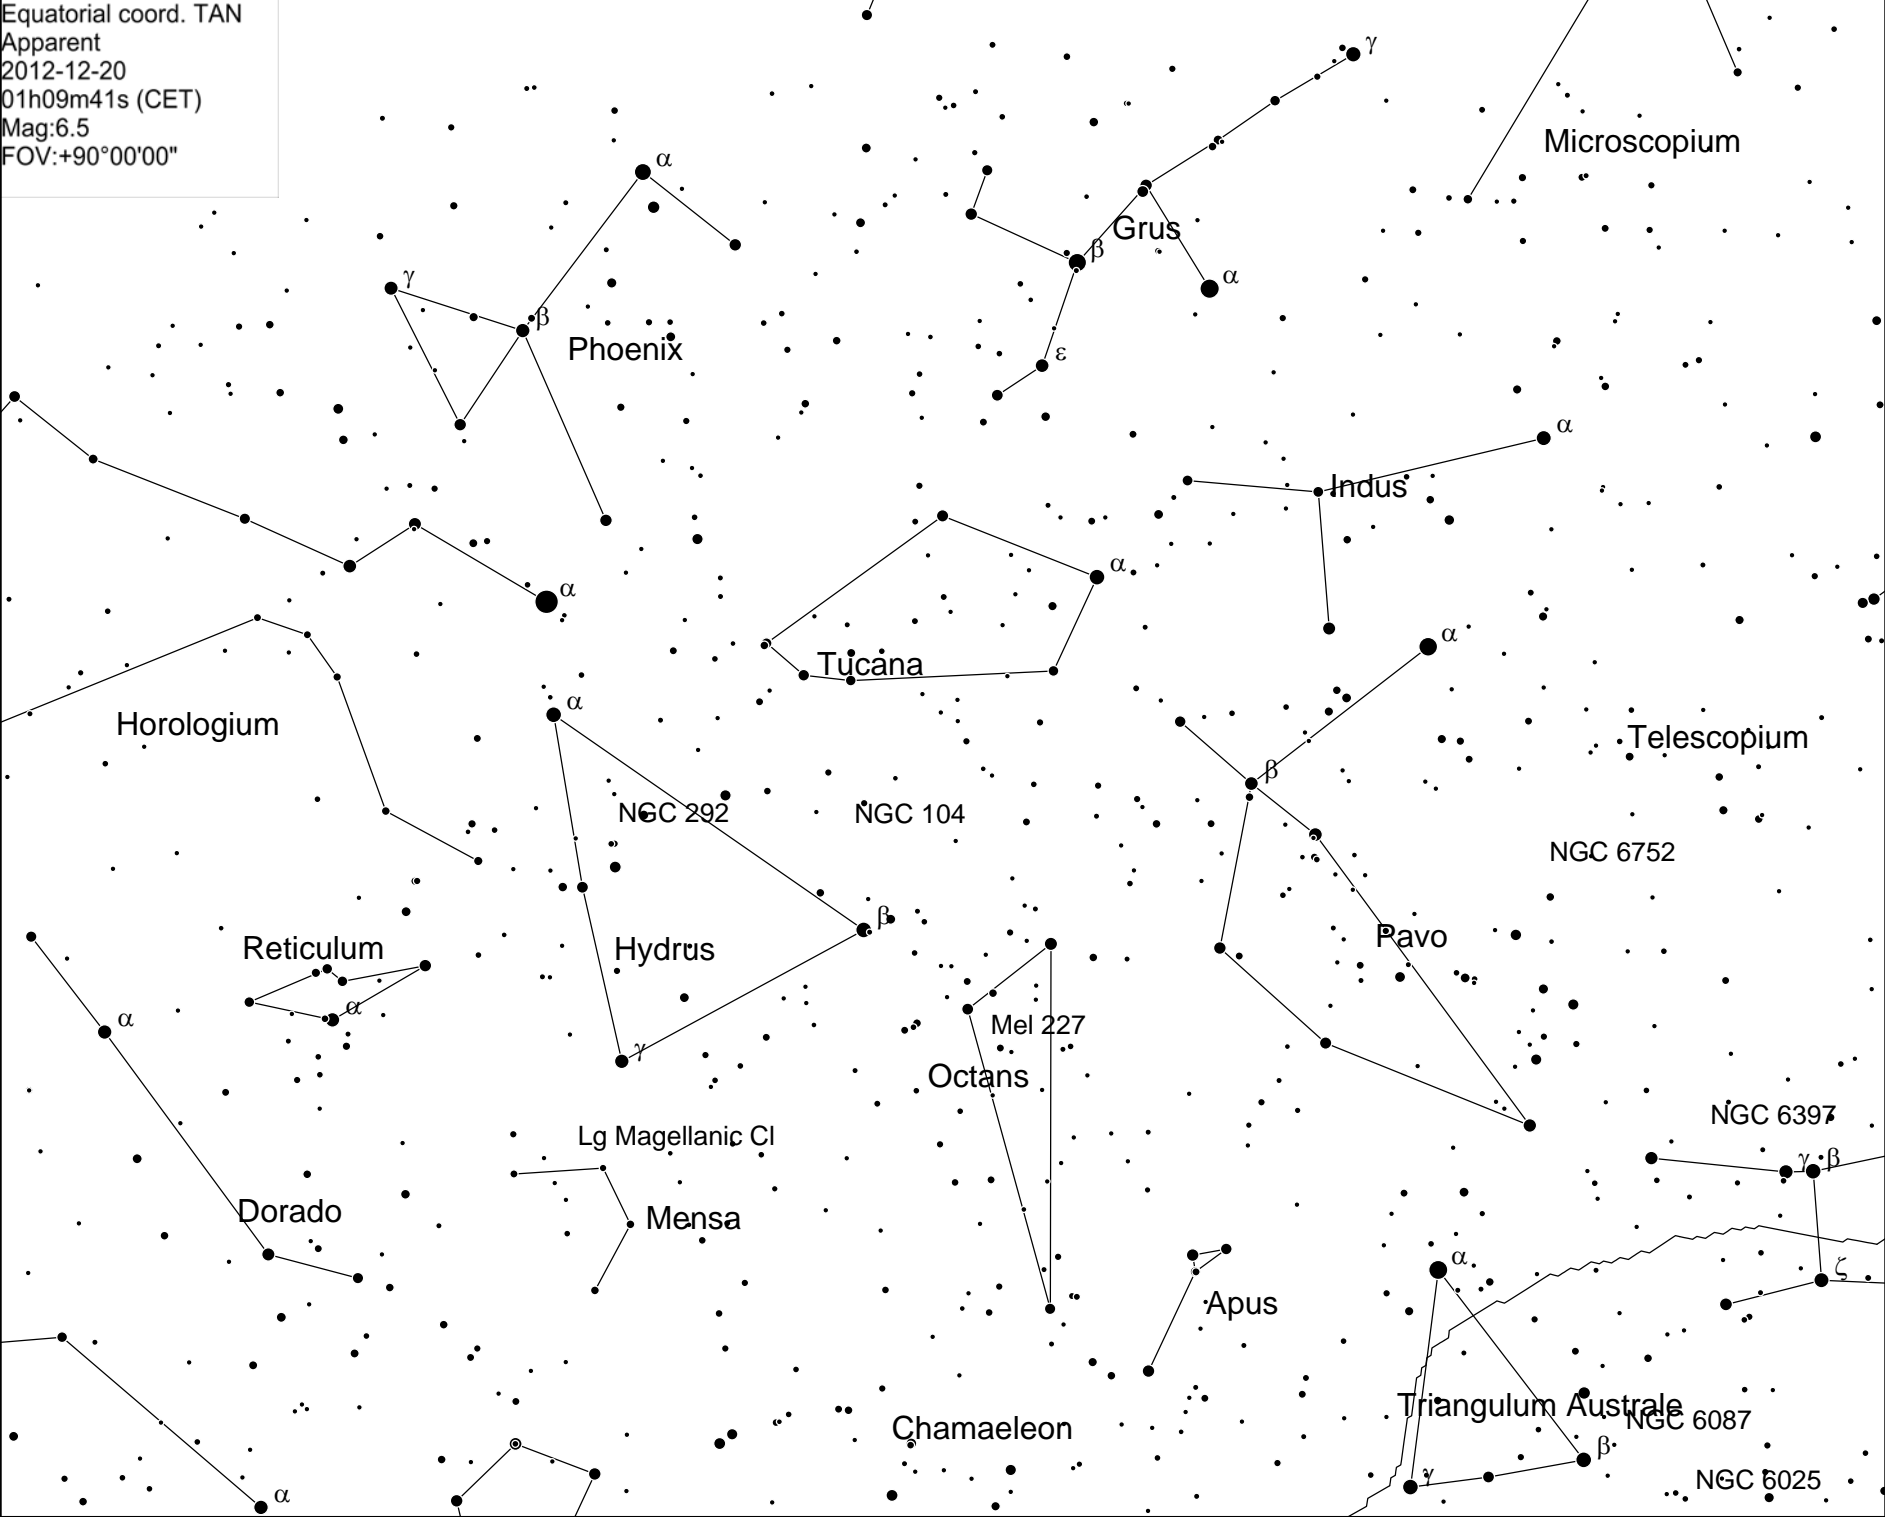 Equatorial coord. TAN
Apparent
2012-12-20
01h09m41s (CET)
Mag:6.5
FOV:+90°00'00"
γ
Microscopium
α
Grus
β
α
γ
β
Phoenix
ε
α
Indus
α
α
α
Tucana
α
Horologium
Telescopium
β
NGC 292
NGC 104
NGC 6752
β
Pavo
Reticulum
Hydrus
α
α
Mel 227
γ
Octans
NGC 6397
Lg Magellanic Cl
γ
β
Dorado
Mensa
α
ζ
Apus
Triangulum Australe
NGC 6087
Chamaeleon
β
γ
NGC 6025
α